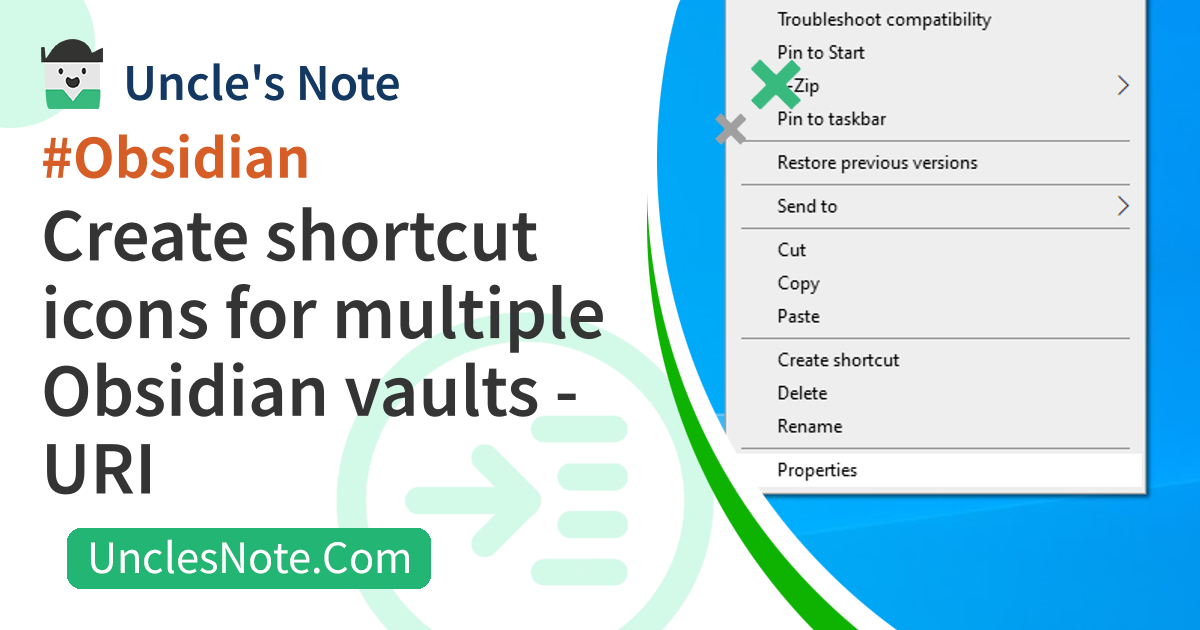 Uncle's Note
#Obsidian
Create shortcut
icons for multiple
Obsidian vaults -
URI
UnclesNote.Com
Troubleshoot compatibility
Pin to Start
-Zip
Pin to taskbar
Restore previous versions
Send to
Cut
Copy
Paste
Create shortcut
Delete
Rename
Properties